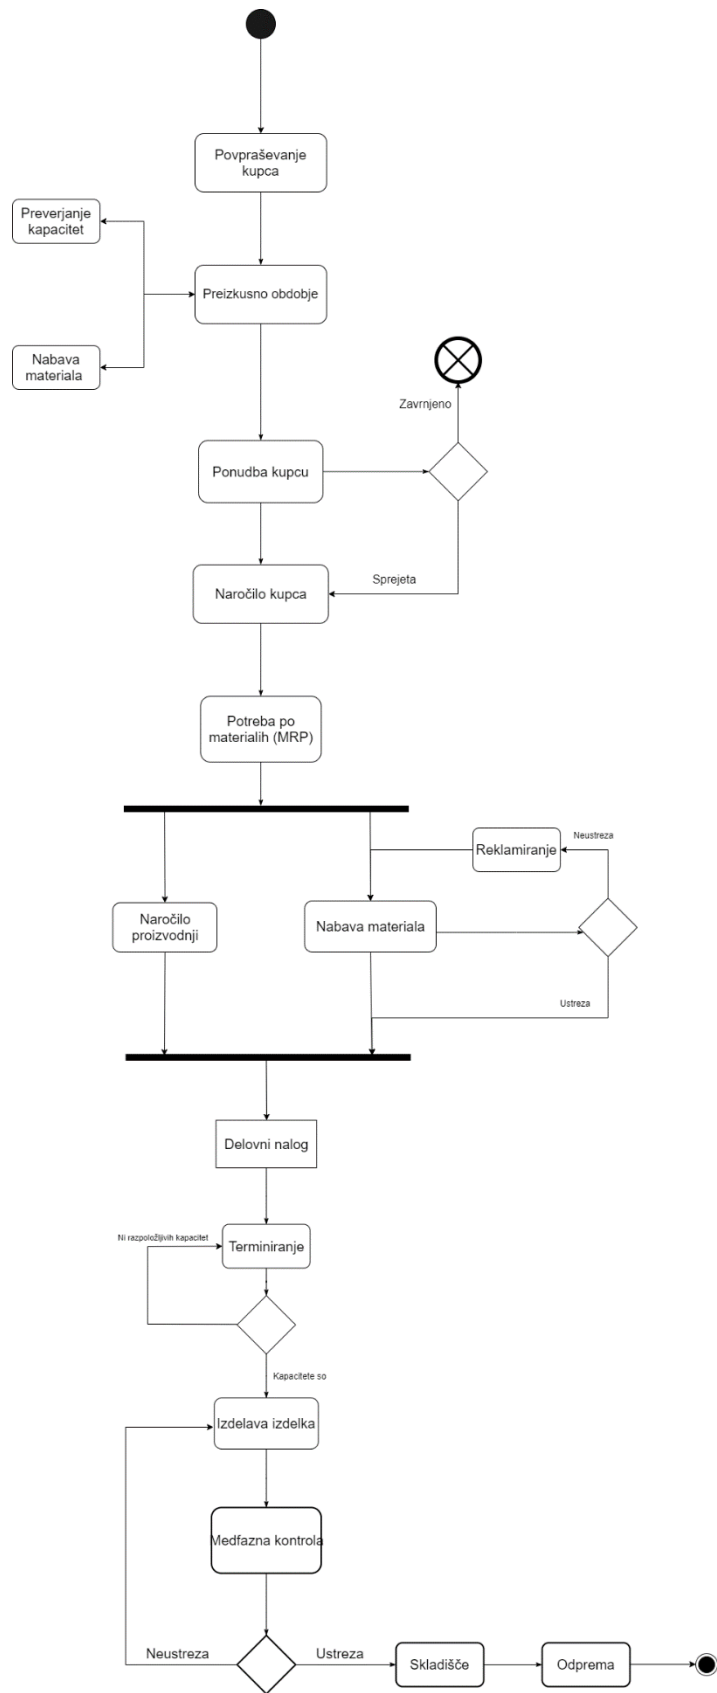 Povpraševanje
kupca
Preverjanje
kapacitet
Preizkusno obdobje
Nabava
materiala
Zavrnjeno
Ponudba kupcu
Sprejeta
Naročilo kupca
Potreba po
materialih (MRP)
Neustreza
Reklamiranje
Naročilo
proizvodnji
Nabava materiala
Ustreza
Delovni nalog
Ni razpoložljivih kapacitet
Terminiranje
Kapacitete so
Izdelava izdelka
Medfazna kontrola
Neustreza
Ustreza
Skladišče
Odprema